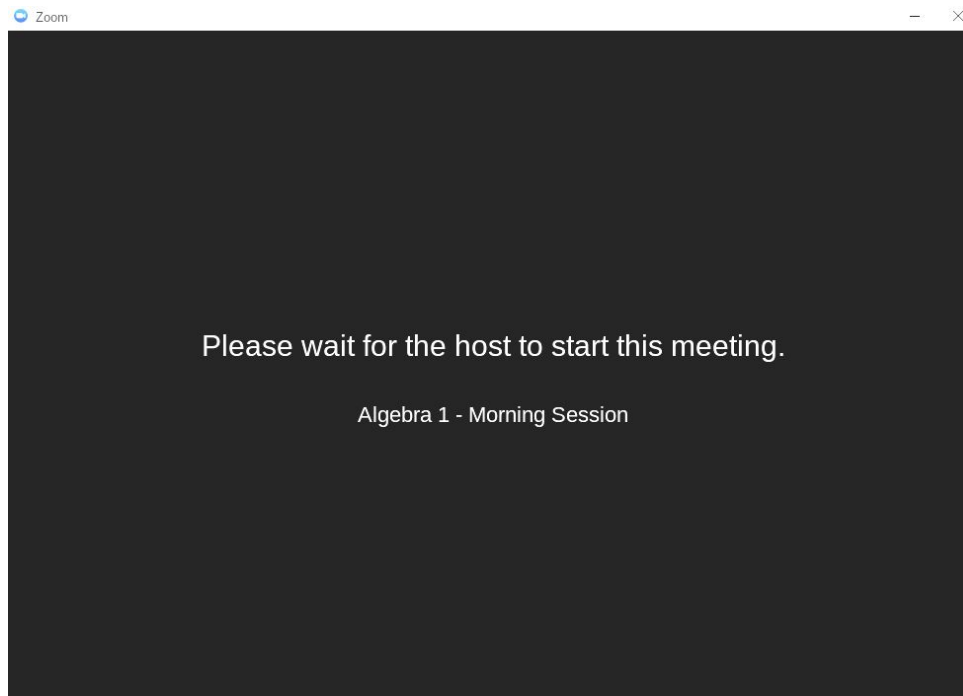 Zoom
Please wait for the host to start this meeting.
Algebra 1 - Morning Session